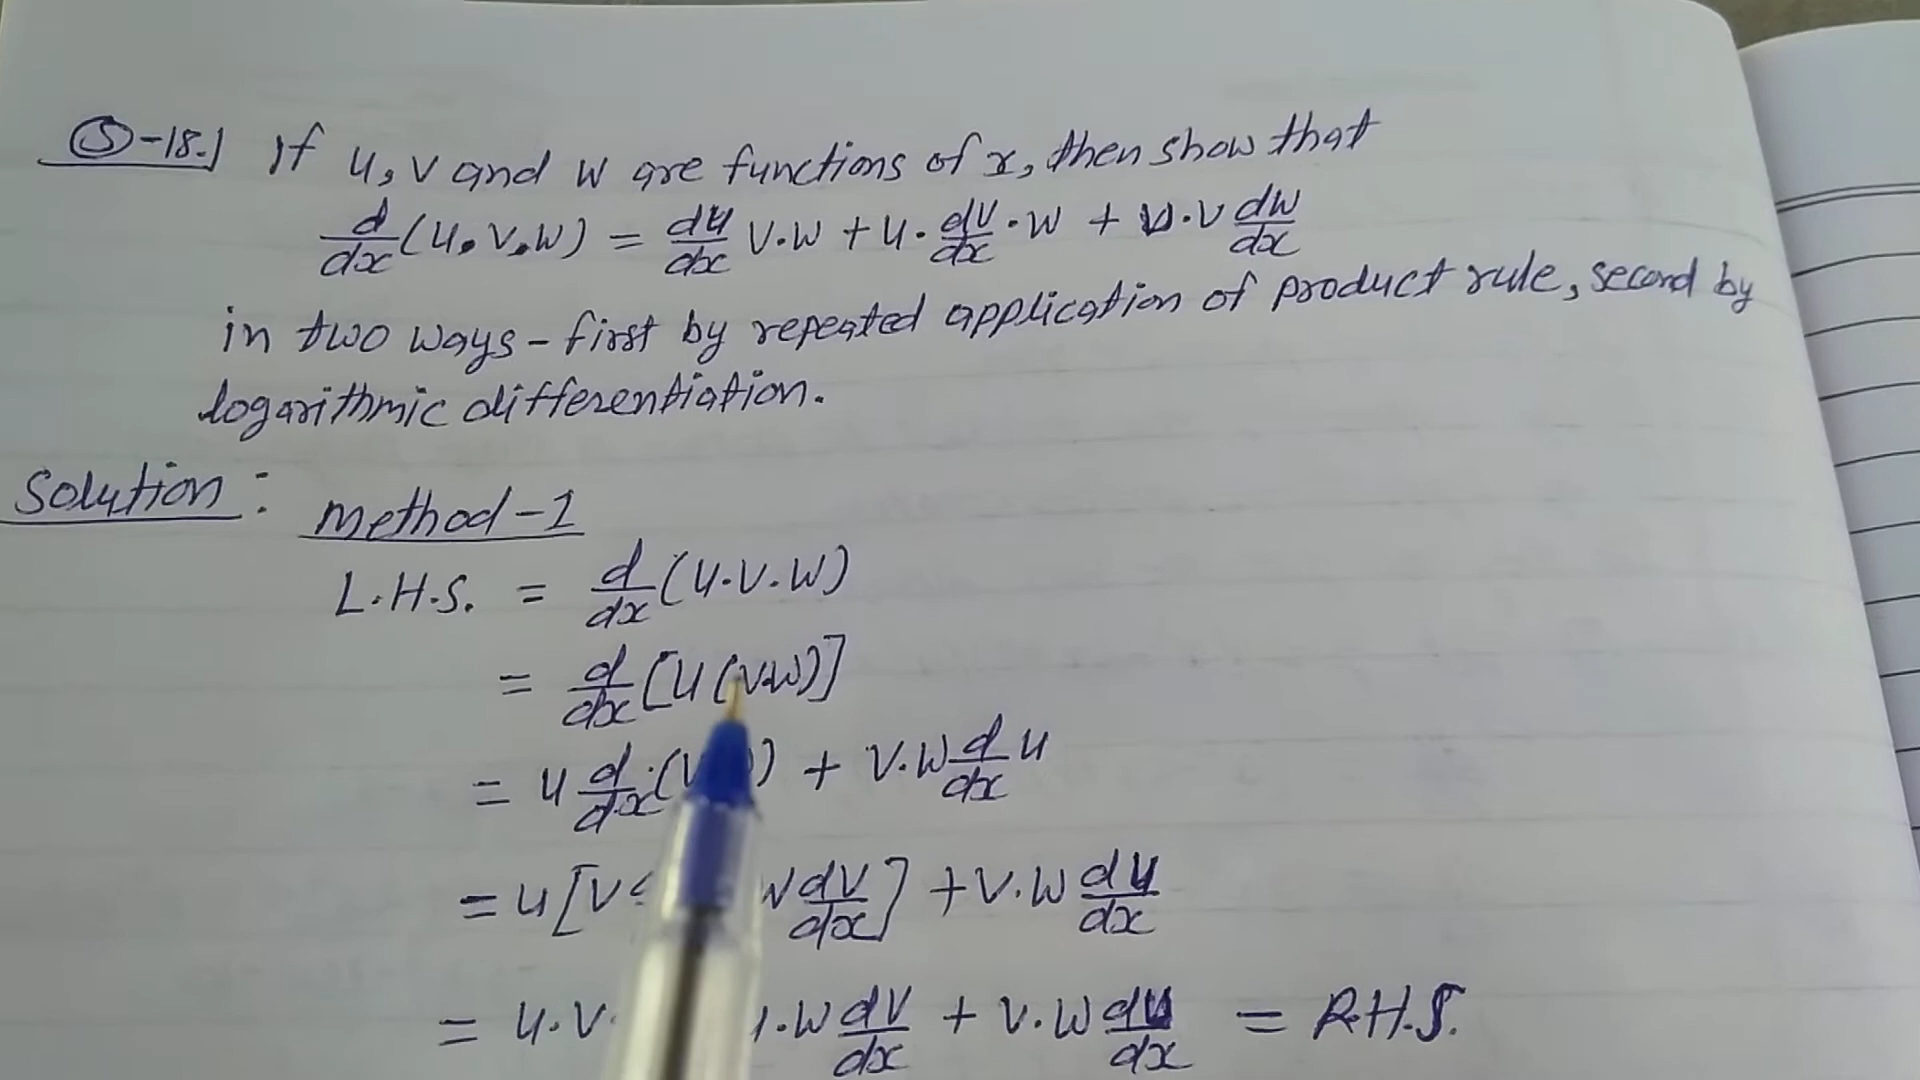 S-18.) If u, v and w are functions of x, then show that
d/dx (u.v.w) = du/dx v.w + u. dv/dx .w + u.v dw/dx
in two ways - first by repeated application of product rule, second by
logarithmic differentiation.
Solution: method-1
L.H.S. = d/dx (u.v.w)
= d/dx [u (v.w)]
= u d/dx (v ) + v.w d/dx u
= u [v w dv/dx] + v.w du/dx
= u.v. .w dv/dx + v.w du/dx = R.H.S.